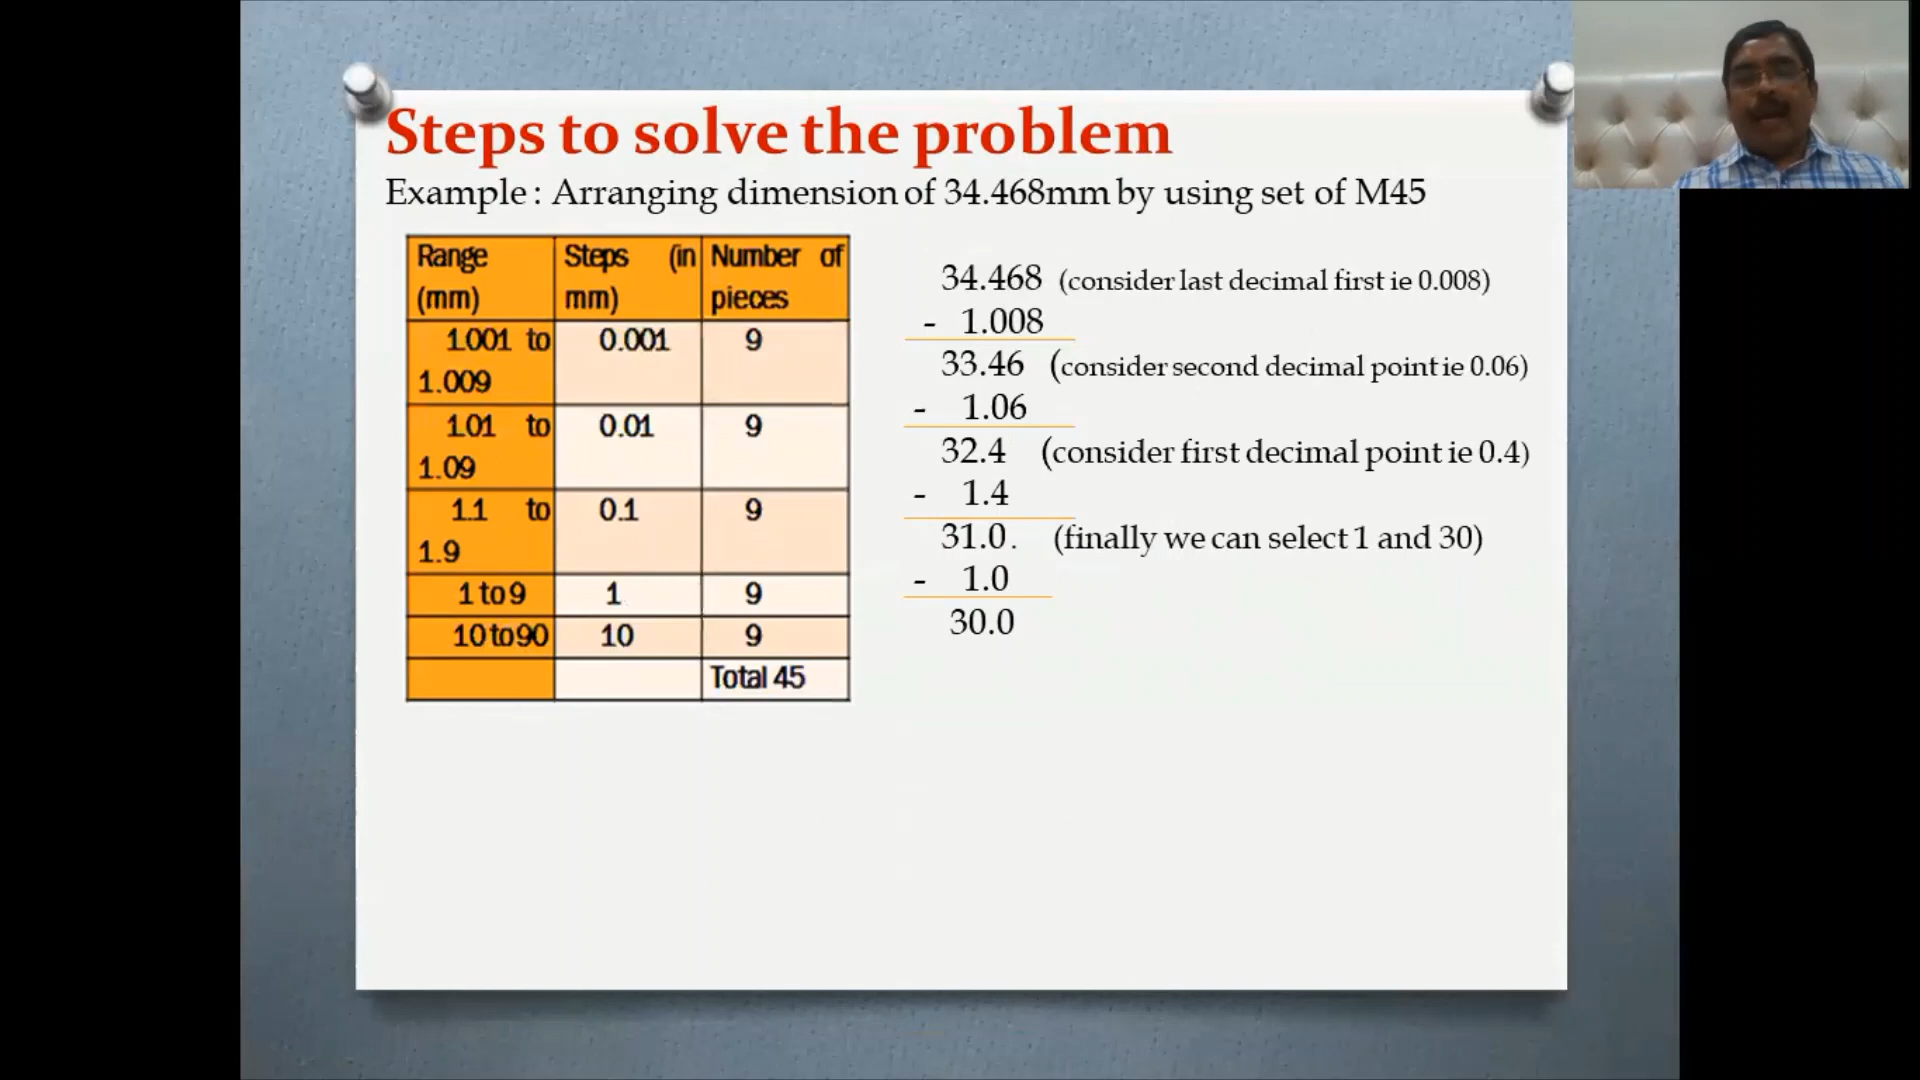 Steps to solve the problem
Example : Arranging dimension of 34.468mm by using set of M45
Range (mm) Steps (in mm) Number of pieces
1.001 to 1.009 0.001 9
1.01 to 1.09 0.01 9
1.1 to 1.9 0.1 9
1 to 9 1 9
10 to 90 10 9
Total 45
34.468 (consider last decimal first ie 0.008)
- 1.008
33.46 (consider second decimal point ie 0.06)
- 1.06
32.4 (consider first decimal point ie 0.4)
- 1.4
31.0. (finally we can select 1 and 30)
- 1.0
30.0